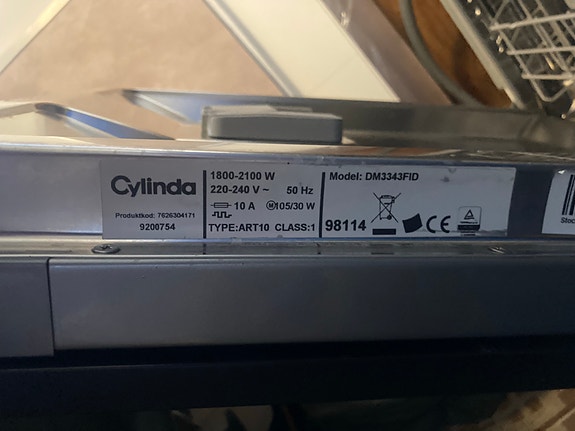 Cylinda
Produktkod: 7626304171
9200754
1800-2100 W
220-240 V ~ 50 Hz
10 A M 105/30 W
TYPE:ART10 CLASS:1
Model: DM3343FID
98114 CE